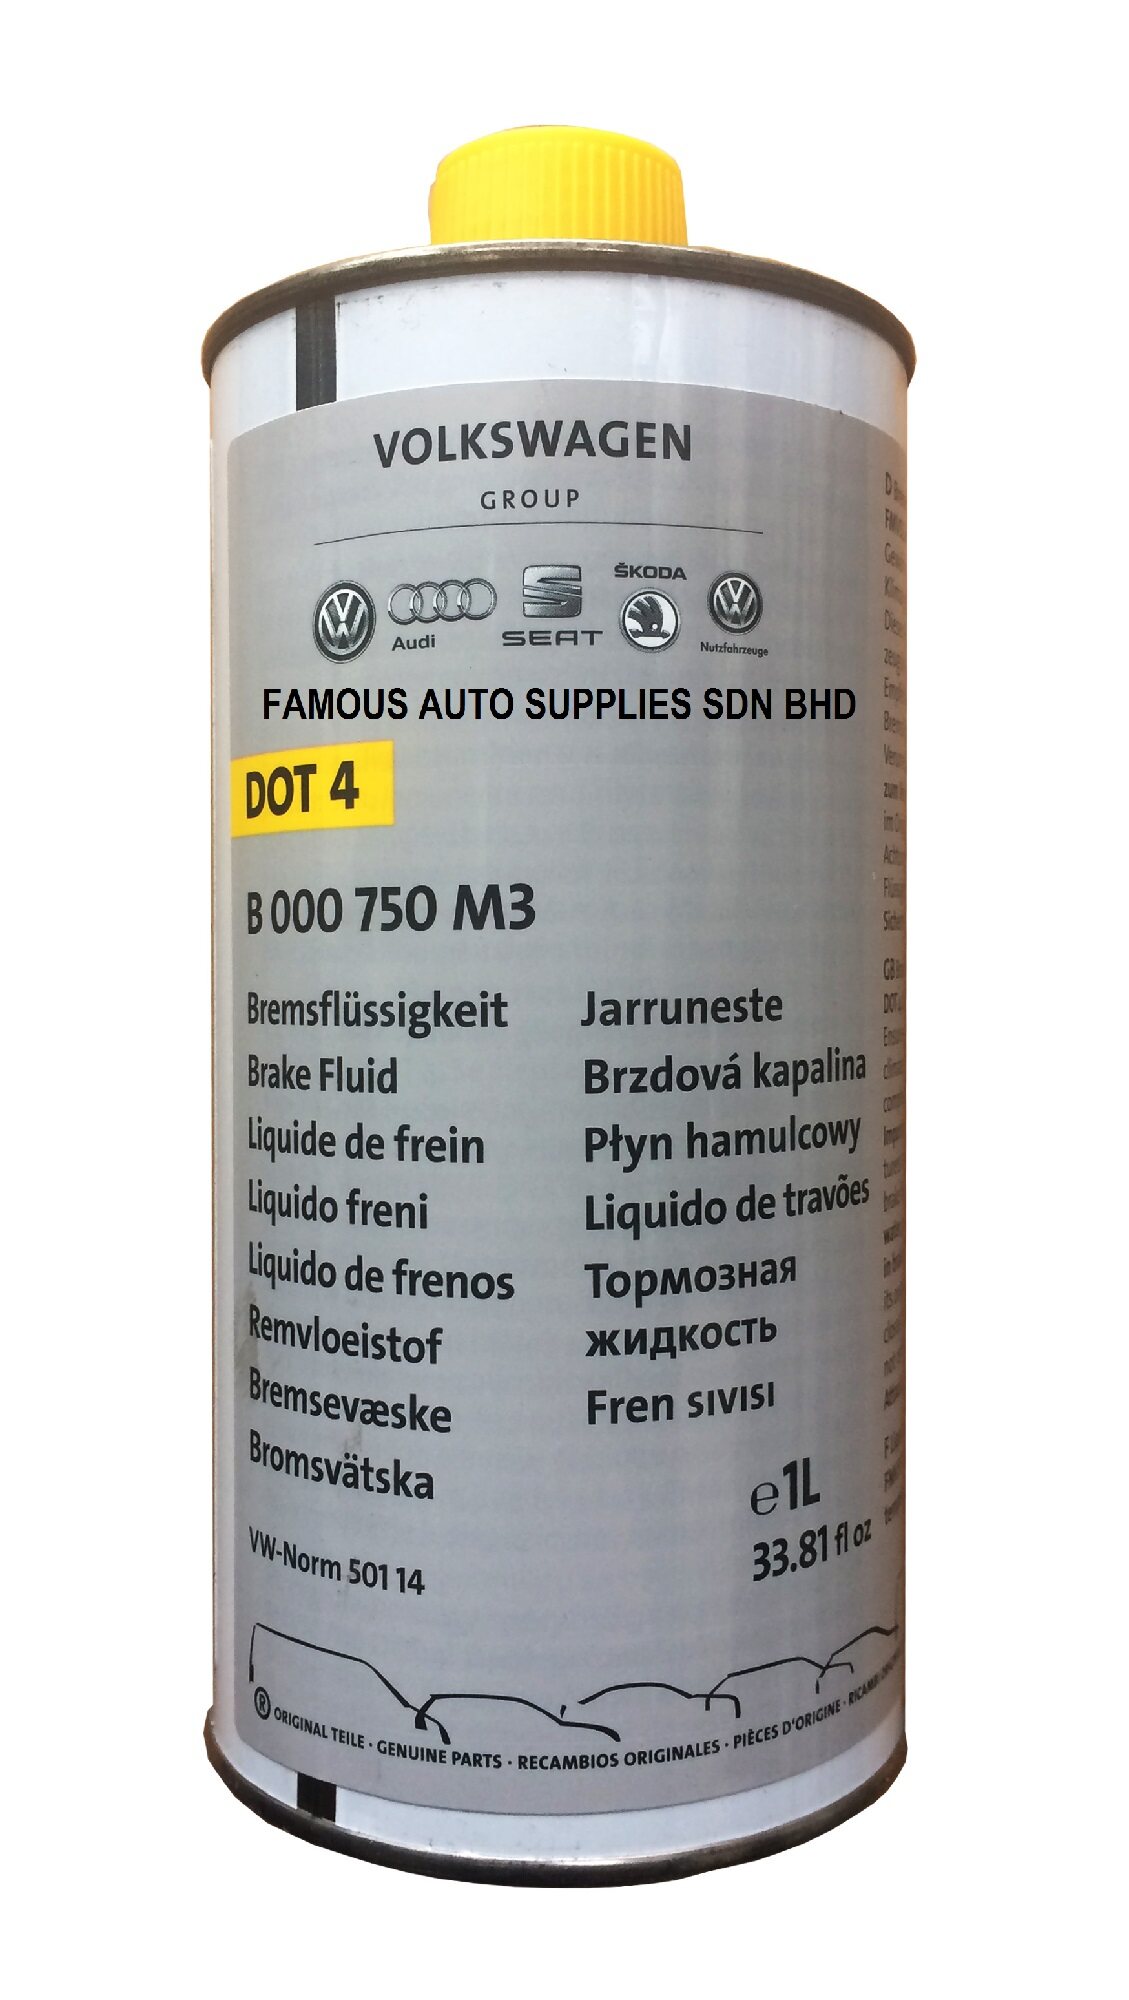 VOLKSWAGEN
GROUP
ŠKODA
Audi
SEAT
Nutzfahrzeuge
FAMOUS AUTO SUPPLIES SDN BHD
DOT 4
B 000 750 M3
Bremsflüssigkeit
Brake Fluid
Liquide de frein
Liquido freni
Liquido de frenos
Remvloeistof
Bremsevæske
Bromsvätska
Jarruneste
Brzdová kapalina
Płyn hamulcowy
Liquido de travões
Тормозная
жидкость
Fren sıvısı
e 1L
33.81 fl oz
VW-Norm 501 14
® ORIGINAL TEILE · GENUINE PARTS · RECAMBIOS ORIGINALES · PIÈCES D'ORIGINE · RICAMBI